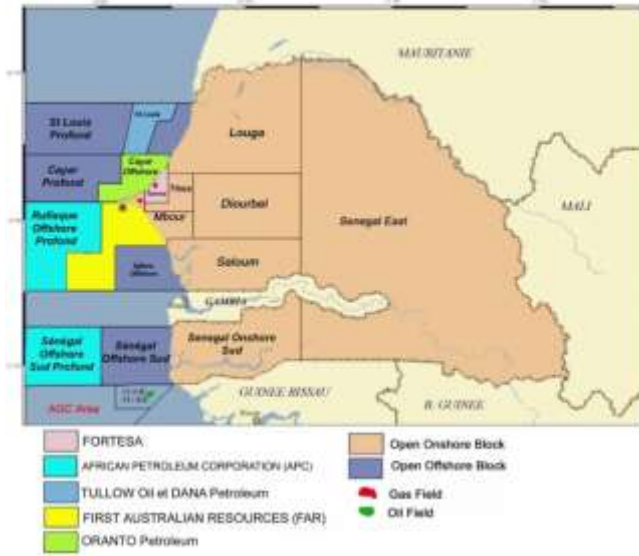 MAURITANIE
St Louis
St Louis
Profond
Louga
Cayar
Offshore
Cayar
Profond
Thies
Diourbel
Mbour
Senegal East
MALI
Rufisque
Offshore
Profond
Saloum
GAMBIA
Sénégal
Offshore
Sud Profond
Sénégal
Offshore Sud
Senegal Onshore
Sud
GUINEE BISSAU
R. GUINEE
AGC Area
FORTESA
AFRICAN PETROLEUM CORPORATION (APC)
TULLOW Oil et DANA Petroleum
FIRST AUSTRALIAN RESOURCES (FAR)
ORANTO Petroleum
Open Onshore Block
Open Offshore Block
Gas Field
Oil Field